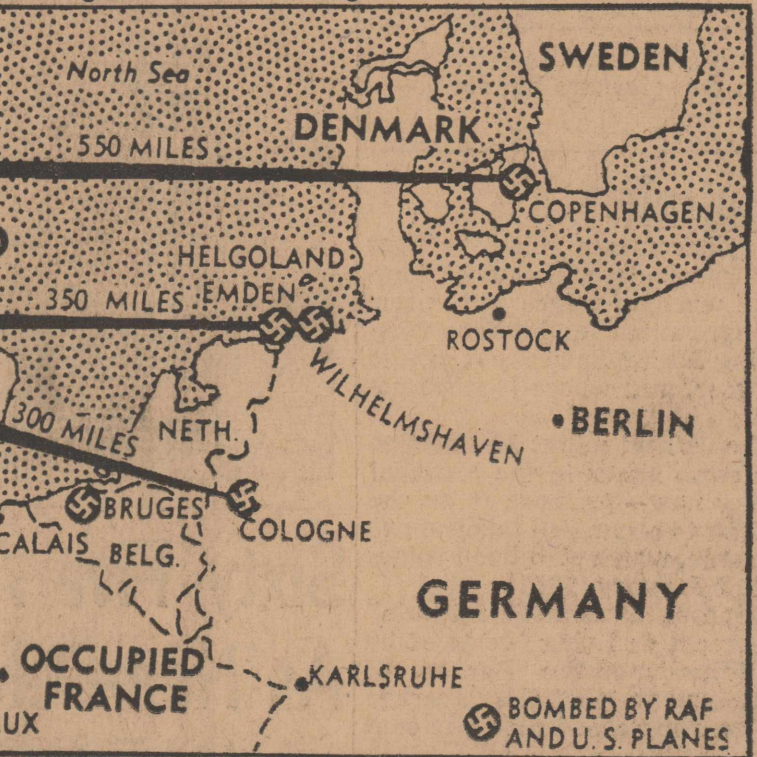 North Sea
SWEDEN
DENMARK
550 MILES
COPENHAGEN
HELGOLAND
350 MILES
EMDEN
ROSTOCK
WILHELMSHAVEN
300 MILES
NETH.
BERLIN
BRUGES
COLOGNE
CALAIS
BELG.
GERMANY
OCCUPIED
FRANCE
KARLSRUHE
UX
BOMBED BY RAF
AND U. S. PLANES